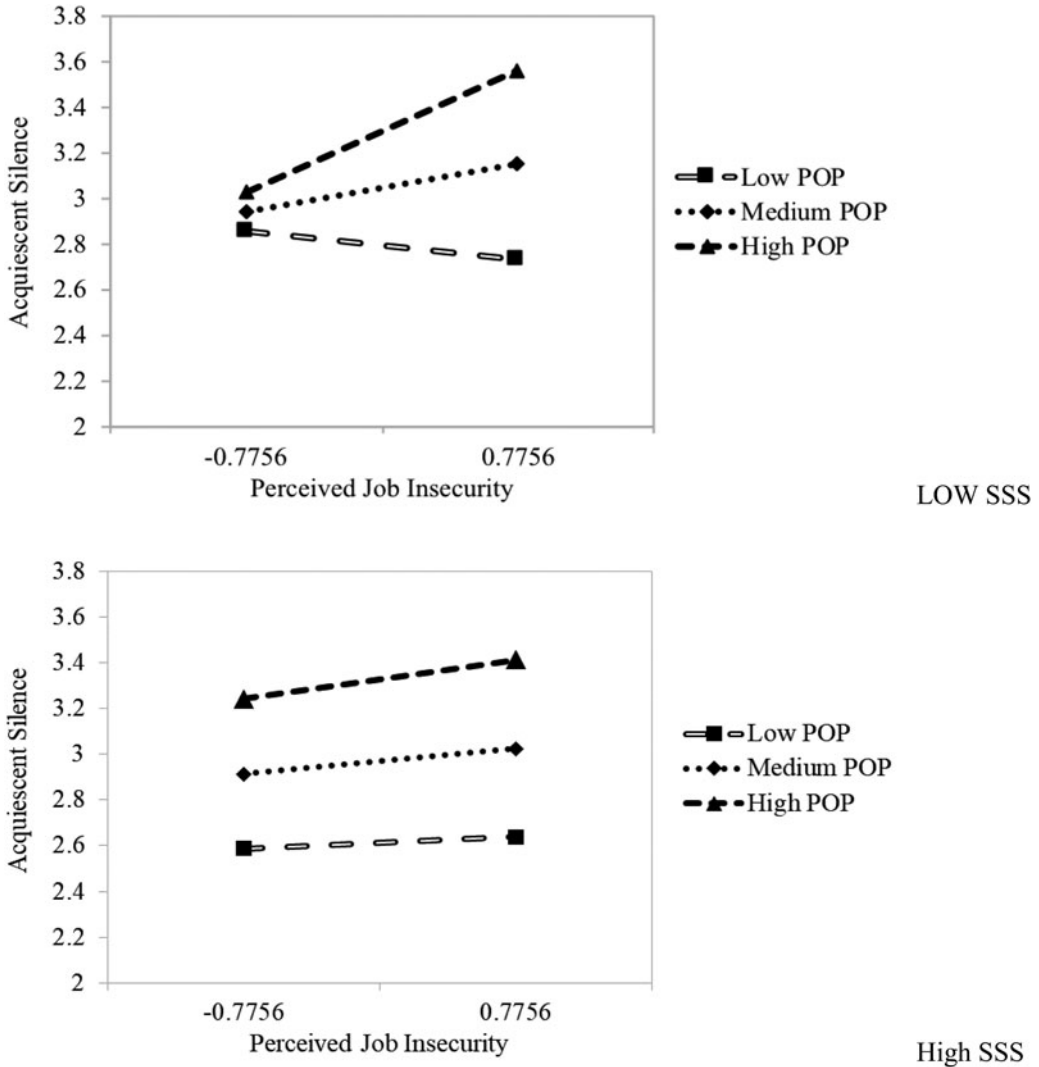 3.8
3.6
3.4
3.2
3
2.8
2.6
2.4
2.2
2
Acquiescent Silence
-0.7756 0.7756
Perceived Job Insecurity
Low POP
Medium POP
High POP
LOW SSS
3.8
3.6
3.4
3.2
3
2.8
2.6
2.4
2.2
2
Acquiescent Silence
-0.7756 0.7756
Perceived Job Insecurity
Low POP
Medium POP
High POP
High SSS